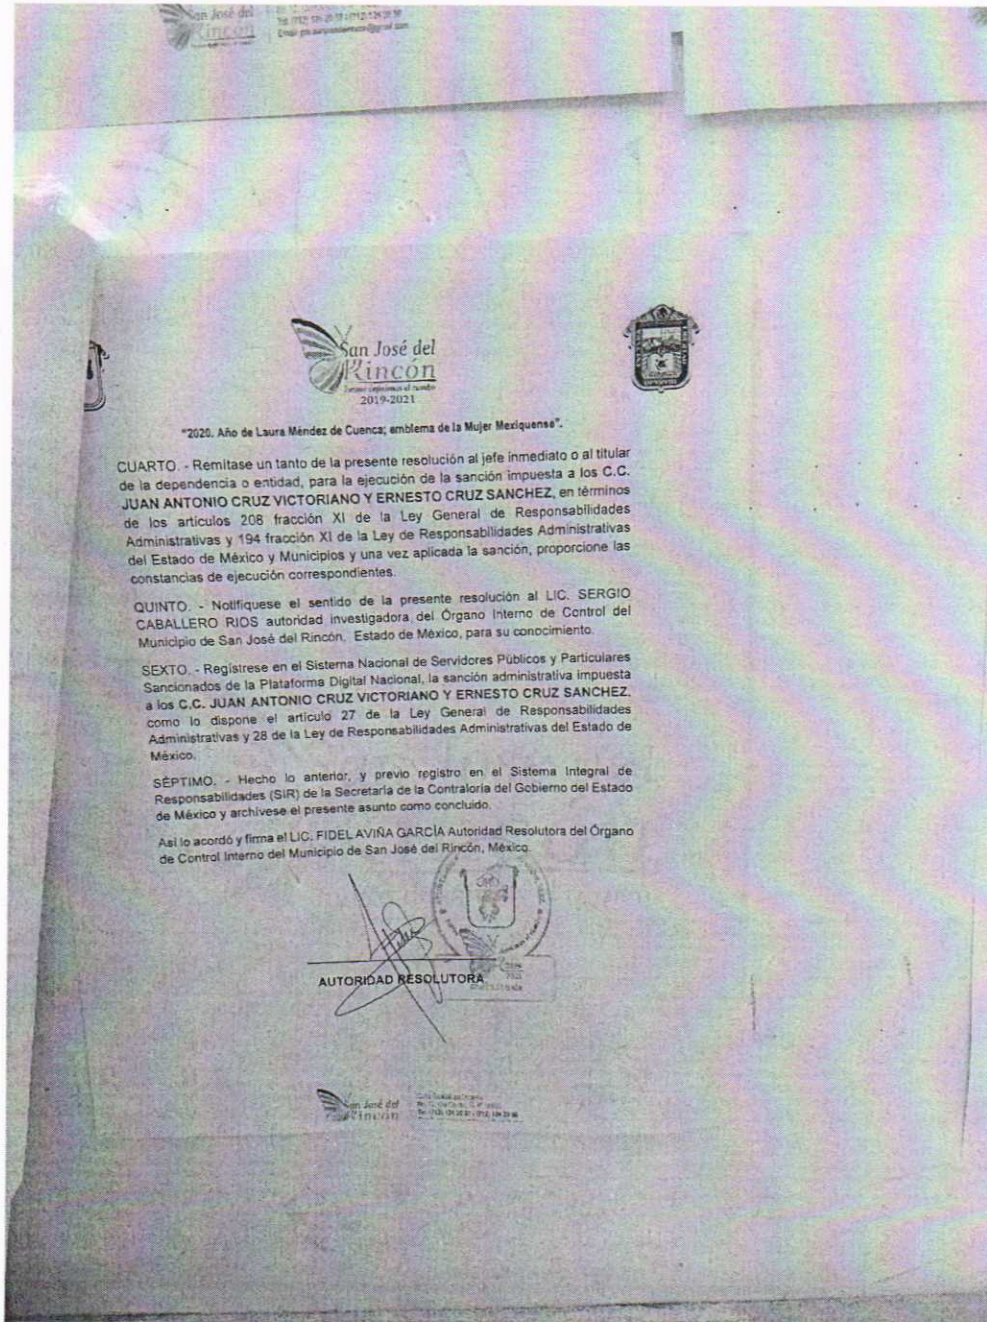 San José del
Rincón
San José del
Rincón
2019-2021
"2020. Año de Laura Méndez de Cuenca; emblema de la Mujer Mexiquense".
CUARTO. - Remítase un tanto de la presente resolución al jefe inmediato o al titular
de la dependencia o entidad, para la ejecución de la sanción impuesta a los C.C.
JUAN ANTONIO CRUZ VICTORIANO Y ERNESTO CRUZ SANCHEZ, en términos
de los artículos 208 fracción XI de la Ley General de Responsabilidades
Administrativas y 194 fracción XI de la Ley de Responsabilidades Administrativas
del Estado de México y Municipios y una vez aplicada la sanción, proporcione las
constancias de ejecución correspondientes.
QUINTO. - Notifíquese el sentido de la presente resolución al LIC. SERGIO
CABALLERO RIOS autoridad investigadora del Órgano Interno de Control del
Municipio de San José del Rincón, Estado de México, para su conocimiento.
SEXTO. - Regístrese en el Sistema Nacional de Servidores Públicos y Particulares
Sancionados de la Plataforma Digital Nacional, la sanción administrativa impuesta
a los C.C. JUAN ANTONIO CRUZ VICTORIANO Y ERNESTO CRUZ SANCHEZ,
como lo dispone el artículo 27 de la Ley General de Responsabilidades
Administrativas y 28 de la Ley de Responsabilidades Administrativas del Estado de
México.
SÉPTIMO. - Hecho lo anterior, y previo registro en el Sistema Integral de
Responsabilidades (SIR) de la Secretaría de la Contraloría del Gobierno del Estado
de México y archívese el presente asunto como concluido.
Así lo acordó y firma el LIC. FIDEL AVIÑA GARCÍA Autoridad Resolutora del Órgano
de Control Interno del Municipio de San José del Rincón, México.
AUTORIDAD RESOLUTORA
San José del
Rincón